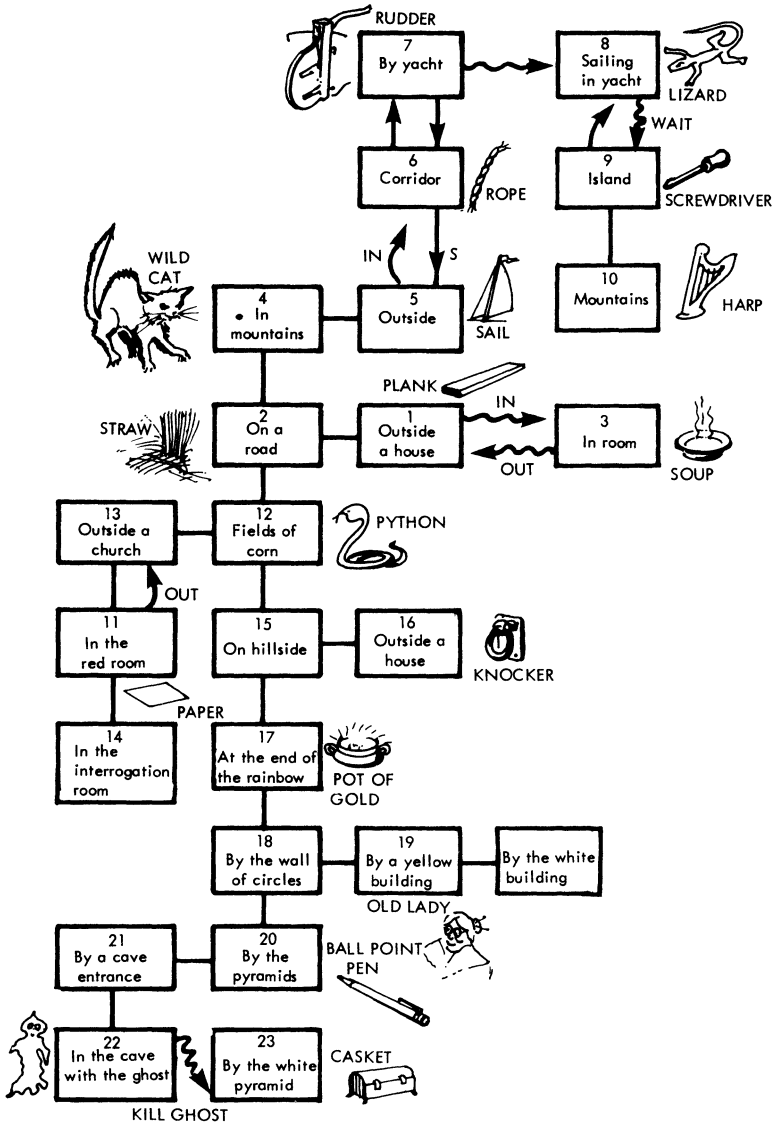 RUDDER
7
By yacht
8
Sailing
in yacht
LIZARD
WAIT
6
Corridor
ROPE
9
Island
SCREWDRIVER
IN
S
WILD
CAT
4
In
mountains
5
Outside
SAIL
10
Mountains
HARP
PLANK
IN
STRAW
2
On a
road
1
Outside
a house
3
In room
OUT
SOUP
13
Outside a
church
12
Fields of
corn
PYTHON
OUT
11
In the
red room
15
On hillside
16
Outside a
house
KNOCKER
PAPER
14
In the
interrogation
room
17
At the end of
the rainbow
POT OF
GOLD
18
By the wall
of circles
19
By a yellow
building
By the white
building
OLD LADY
21
By a cave
entrance
20
By the
pyramids
BALL POINT
PEN
22
In the cave
with the ghost
23
By the white
pyramid
CASKET
KILL GHOST